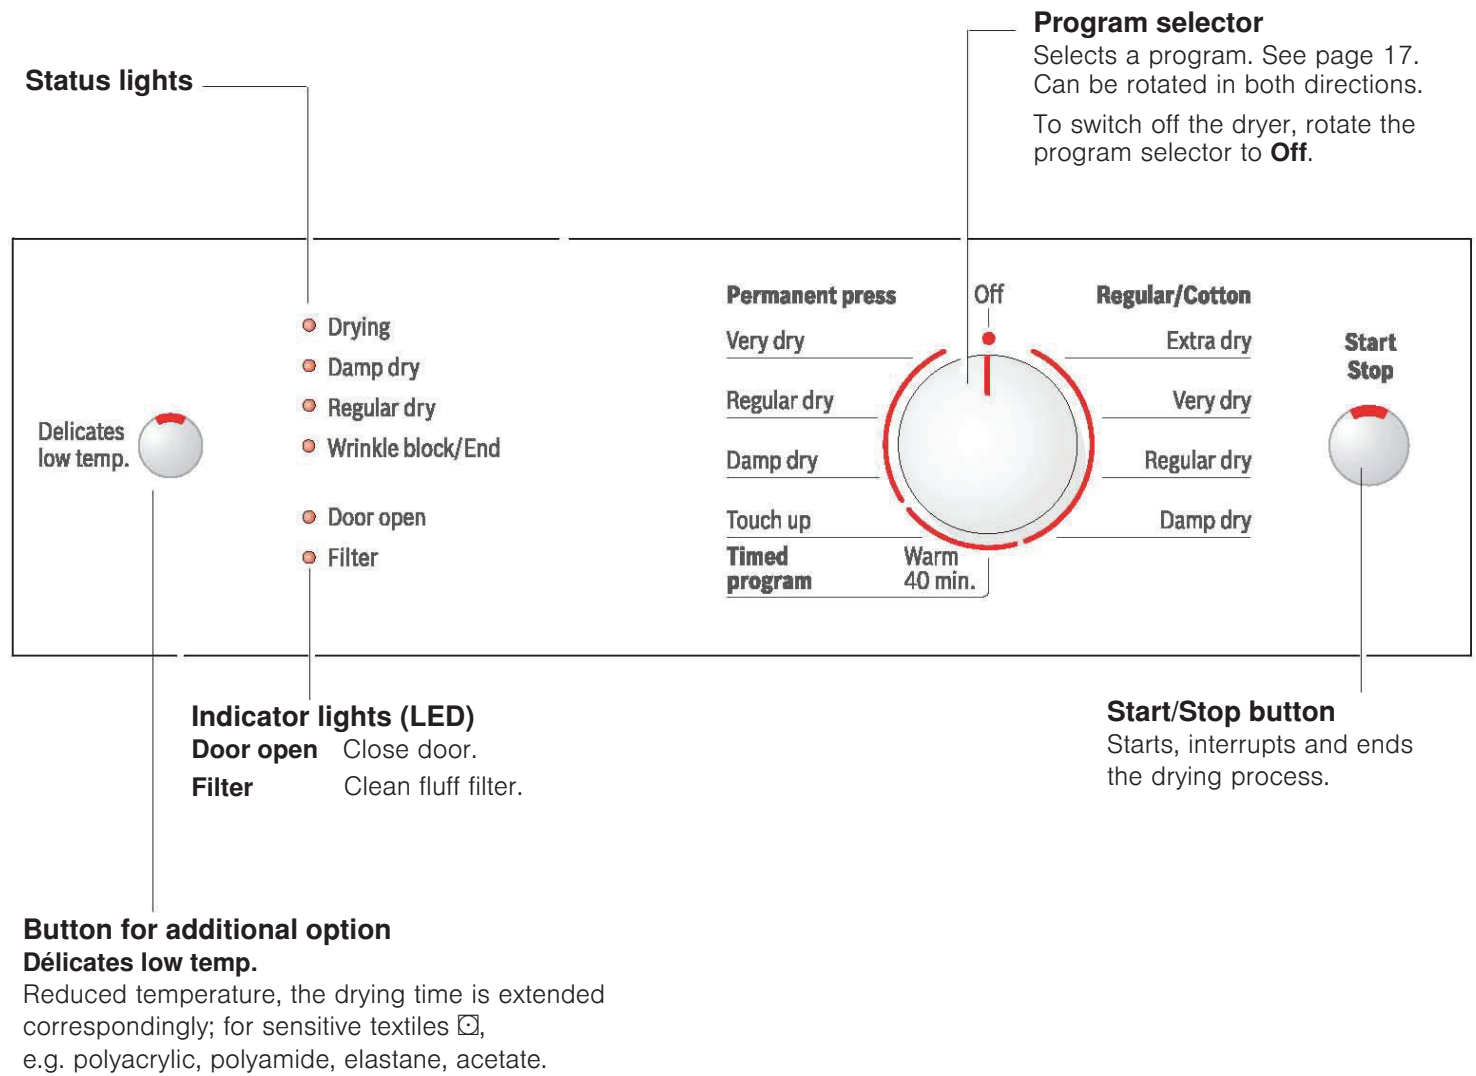 Program selector
Selects a program. See page 17.
Can be rotated in both directions.
To switch off the dryer, rotate the
program selector to Off.
Status lights
Delicates
low temp.
Drying
Damp dry
Regular dry
Wrinkle block/End
Door open
Filter
Permanent press
Very dry
Regular dry
Damp dry
Touch up
Timed
program
Warm
40 min.
Off
Regular/Cotton
Extra dry
Very dry
Regular dry
Damp dry
Start
Stop
Indicator lights (LED)
Door open Close door.
Filter Clean fluff filter.
Start/Stop button
Starts, interrupts and ends
the drying process.
Button for additional option
Délicates low temp.
Reduced temperature, the drying time is extended
correspondingly; for sensitive textiles ⊡,
e.g. polyacrylic, polyamide, elastane, acetate.